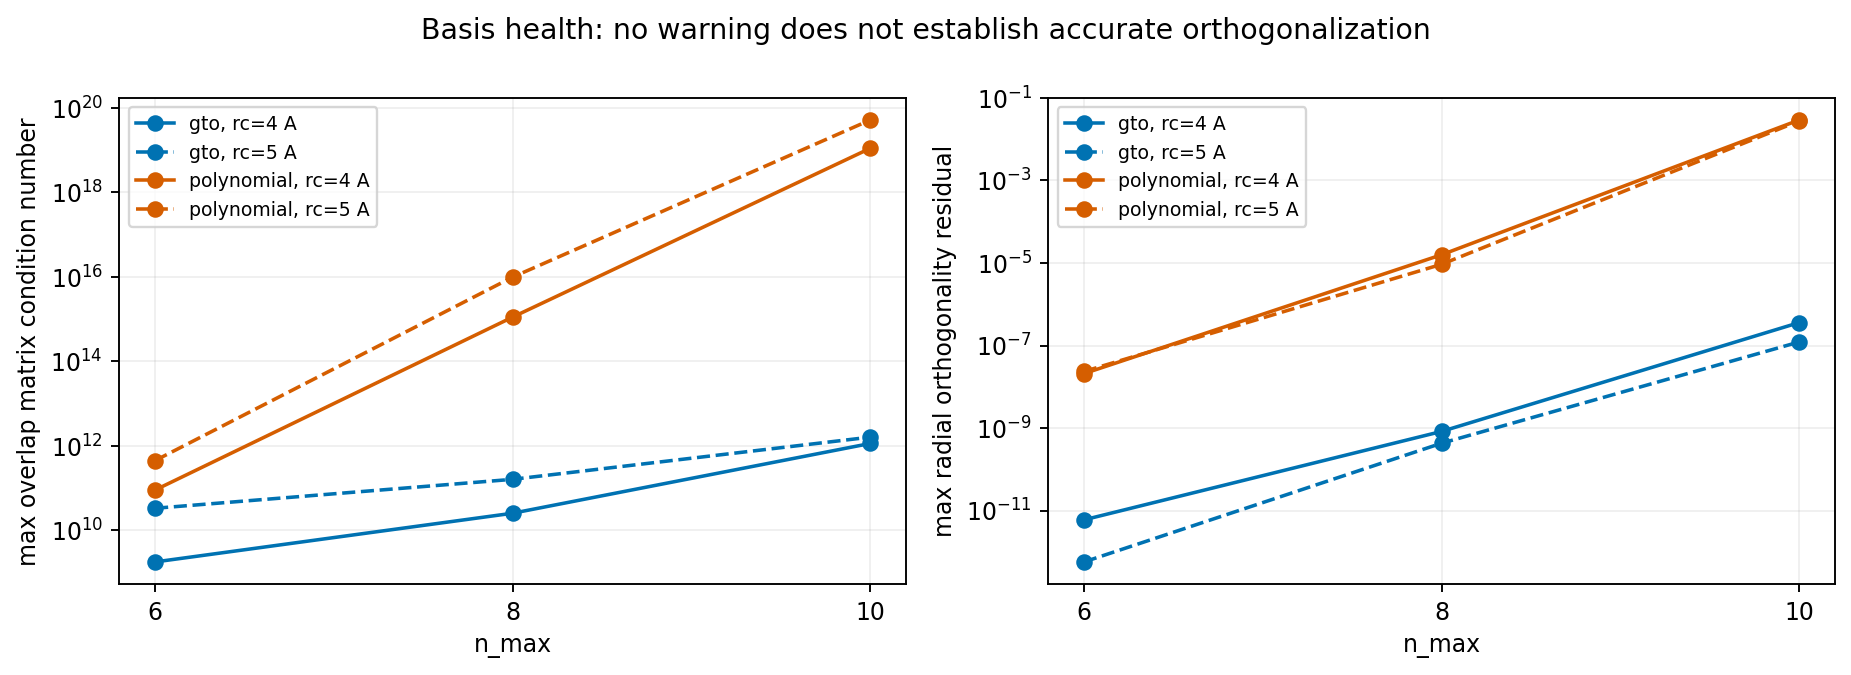 Basis health: no warning does not establish accurate orthogonalization
max overlap matrix condition number
10^20
10^18
10^16
10^14
10^12
10^10
gto, rc=4 A
gto, rc=5 A
polynomial, rc=4 A
polynomial, rc=5 A
6
8
10
n_max
max radial orthogonality residual
10^−1
10^−3
10^−5
10^−7
10^−9
10^−11
gto, rc=4 A
gto, rc=5 A
polynomial, rc=4 A
polynomial, rc=5 A
6
8
10
n_max